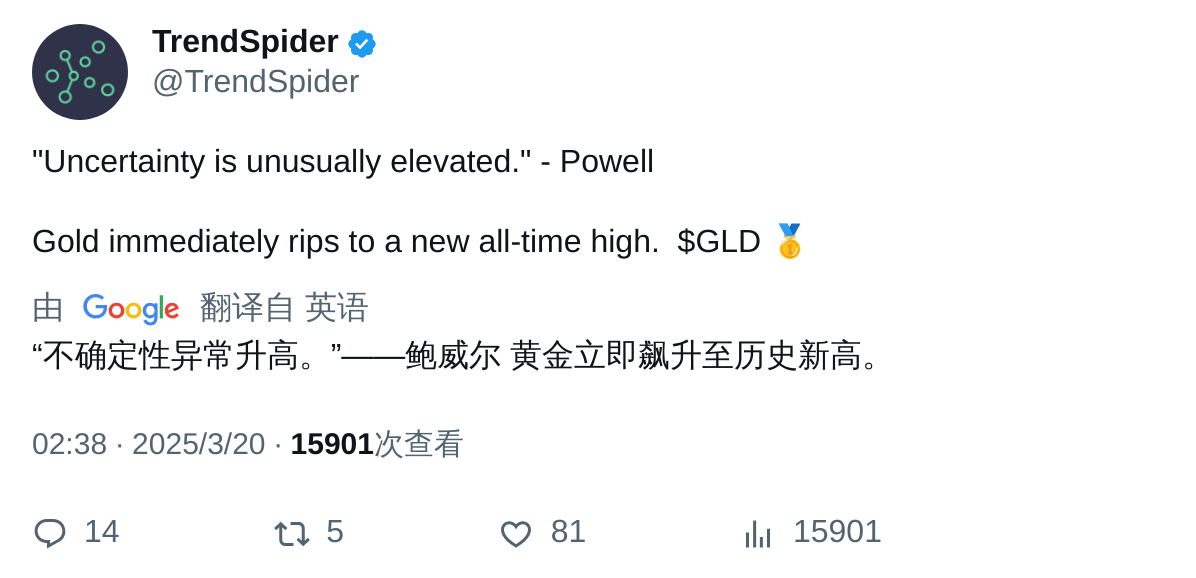 TrendSpider
@TrendSpider
"Uncertainty is unusually elevated." - Powell
Gold immediately rips to a new all-time high.  $GLD 🥇
由 Google 翻译自 英语
“不确定性异常升高。”——鲍威尔 黄金立即飙升至历史新高。
02:38 · 2025/3/20 · 15901次查看
14 5 81 15901